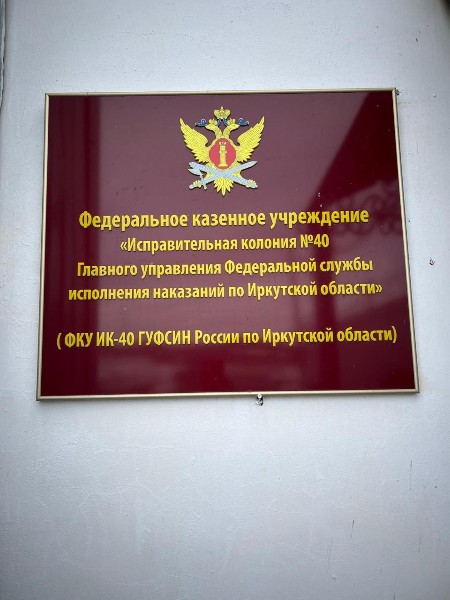 Федеральное казенное учреждение
«Исправительная колония №40
Главного управления Федеральной службы
исполнения наказаний по Иркутской области»
( ФКУ ИК-40 ГУФСИН России по Иркутской области)